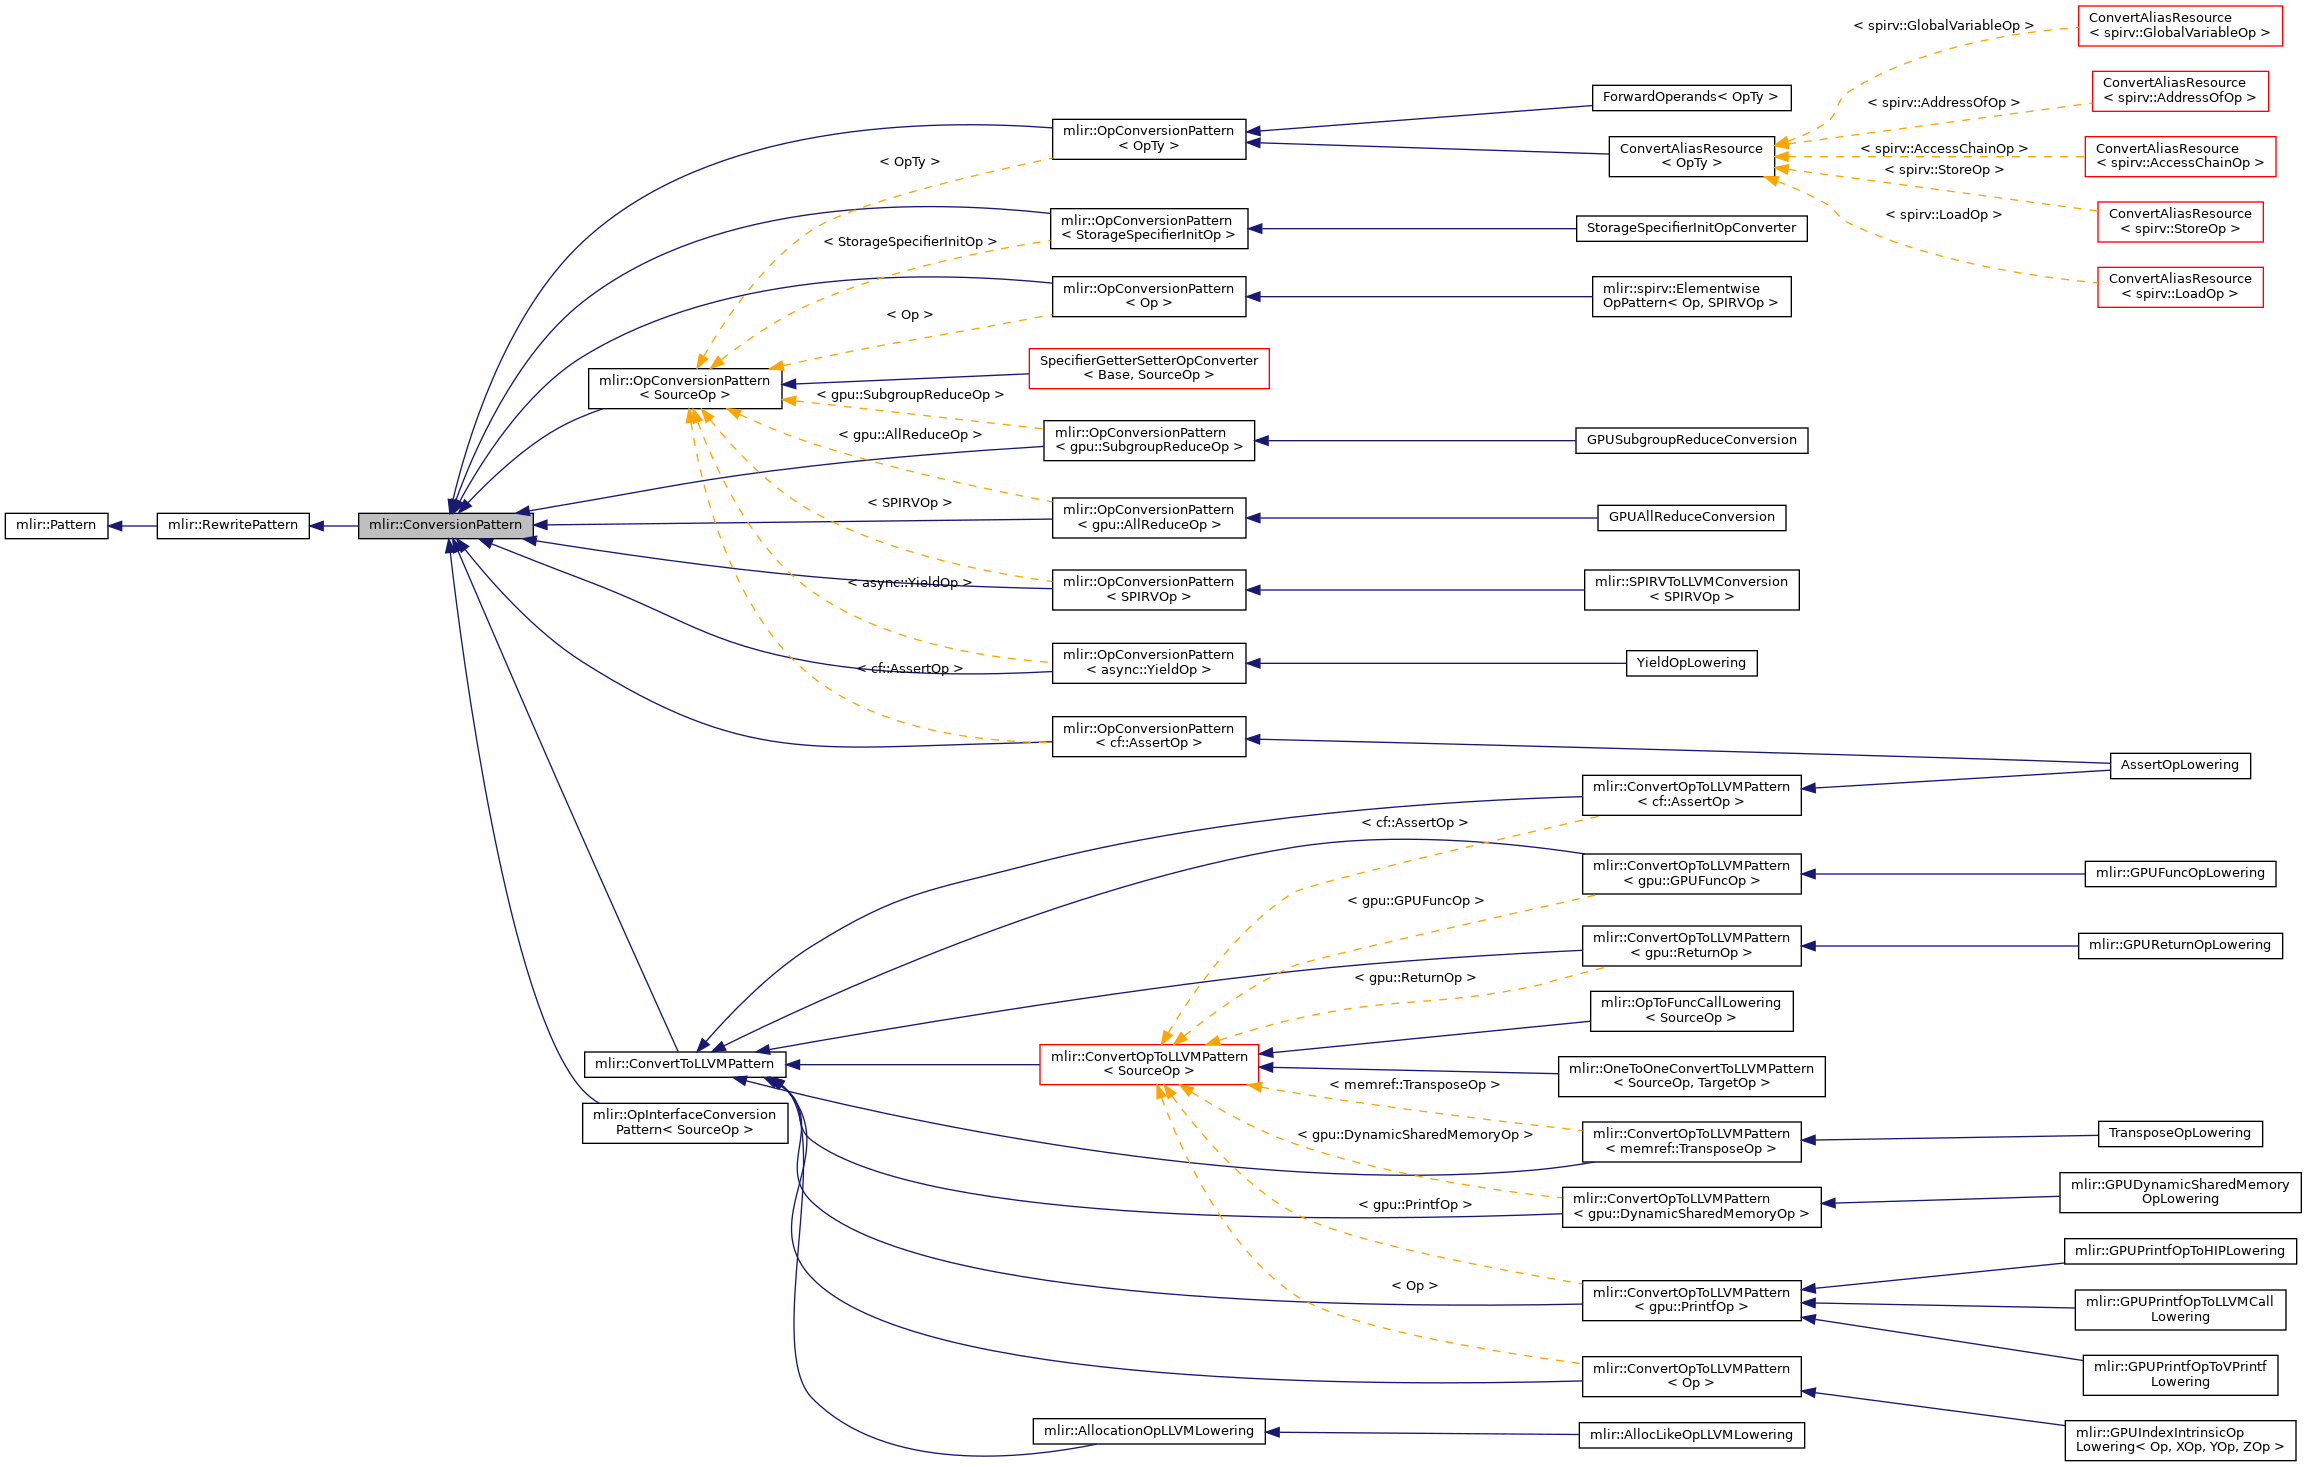 mlir::Pattern
mlir::RewritePattern
mlir::ConversionPattern
mlir::OpConversionPattern
< OpTy >
mlir::OpConversionPattern
< StorageSpecifierInitOp >
mlir::OpConversionPattern
< Op >
mlir::OpConversionPattern
< SourceOp >
SpecifierGetterSetterOpConverter
< Base, SourceOp >
mlir::OpConversionPattern
< gpu::SubgroupReduceOp >
mlir::OpConversionPattern
< gpu::AllReduceOp >
mlir::OpConversionPattern
< SPIRVOp >
mlir::OpConversionPattern
< async::YieldOp >
mlir::OpConversionPattern
< cf::AssertOp >
< OpTy >
< StorageSpecifierInitOp >
< Op >
< gpu::SubgroupReduceOp >
< gpu::AllReduceOp >
< SPIRVOp >
< async::YieldOp >
< cf::AssertOp >
ForwardOperands< OpTy >
ConvertAliasResource
< OpTy >
StorageSpecifierInitOpConverter
mlir::spirv::Elementwise
OpPattern< Op, SPIRVOp >
GPUSubgroupReduceConversion
GPUAllReduceConversion
mlir::SPIRVToLLVMConversion
< SPIRVOp >
YieldOpLowering
AssertOpLowering
< spirv::GlobalVariableOp >
< spirv::AddressOfOp >
< spirv::AccessChainOp >
< spirv::StoreOp >
< spirv::LoadOp >
ConvertAliasResource
< spirv::GlobalVariableOp >
ConvertAliasResource
< spirv::AddressOfOp >
ConvertAliasResource
< spirv::AccessChainOp >
ConvertAliasResource
< spirv::StoreOp >
ConvertAliasResource
< spirv::LoadOp >
mlir::ConvertToLLVMPattern
mlir::OpInterfaceConversion
Pattern< SourceOp >
mlir::ConvertOpToLLVMPattern
< SourceOp >
mlir::AllocationOpLLVMLowering
< cf::AssertOp >
< gpu::GPUFuncOp >
< gpu::ReturnOp >
< memref::TransposeOp >
< gpu::DynamicSharedMemoryOp >
< gpu::PrintfOp >
< Op >
mlir::ConvertOpToLLVMPattern
< cf::AssertOp >
mlir::ConvertOpToLLVMPattern
< gpu::GPUFuncOp >
mlir::ConvertOpToLLVMPattern
< gpu::ReturnOp >
mlir::OpToFuncCallLowering
< SourceOp >
mlir::OneToOneConvertToLLVMPattern
< SourceOp, TargetOp >
mlir::ConvertOpToLLVMPattern
< memref::TransposeOp >
mlir::ConvertOpToLLVMPattern
< gpu::DynamicSharedMemoryOp >
mlir::ConvertOpToLLVMPattern
< gpu::PrintfOp >
mlir::ConvertOpToLLVMPattern
< Op >
mlir::AllocLikeOpLLVMLowering
mlir::GPUFuncOpLowering
mlir::GPUReturnOpLowering
TransposeOpLowering
mlir::GPUDynamicSharedMemory
OpLowering
mlir::GPUPrintfOpToHIPLowering
mlir::GPUPrintfOpToLLVMCall
Lowering
mlir::GPUPrintfOpToVPrintf
Lowering
mlir::GPUIndexIntrinsicOp
Lowering< Op, XOp, YOp, ZOp >